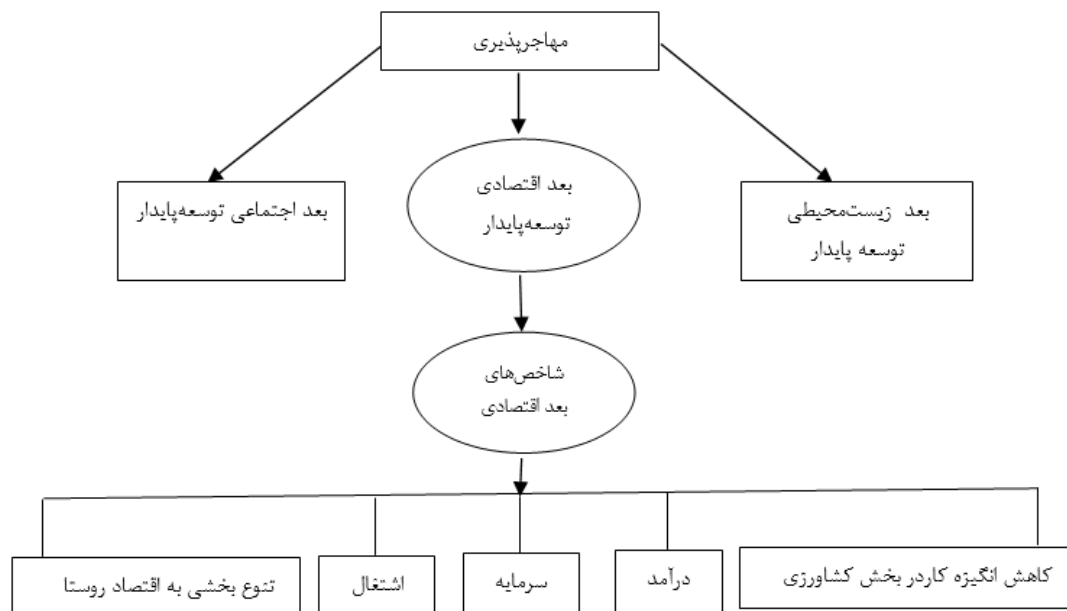 مهاجرپذیری
بعد زیست‌محیطی
توسعه پایدار
بعد اقتصادی
توسعه‌پایدار
بعد اجتماعی توسعه‌پایدار
شاخص‌های
بعد اقتصادی
کاهش انگیزه کاردر بخش کشاورزی
درآمد
سرمایه
اشتغال
تنوع بخشی به اقتصاد روستا